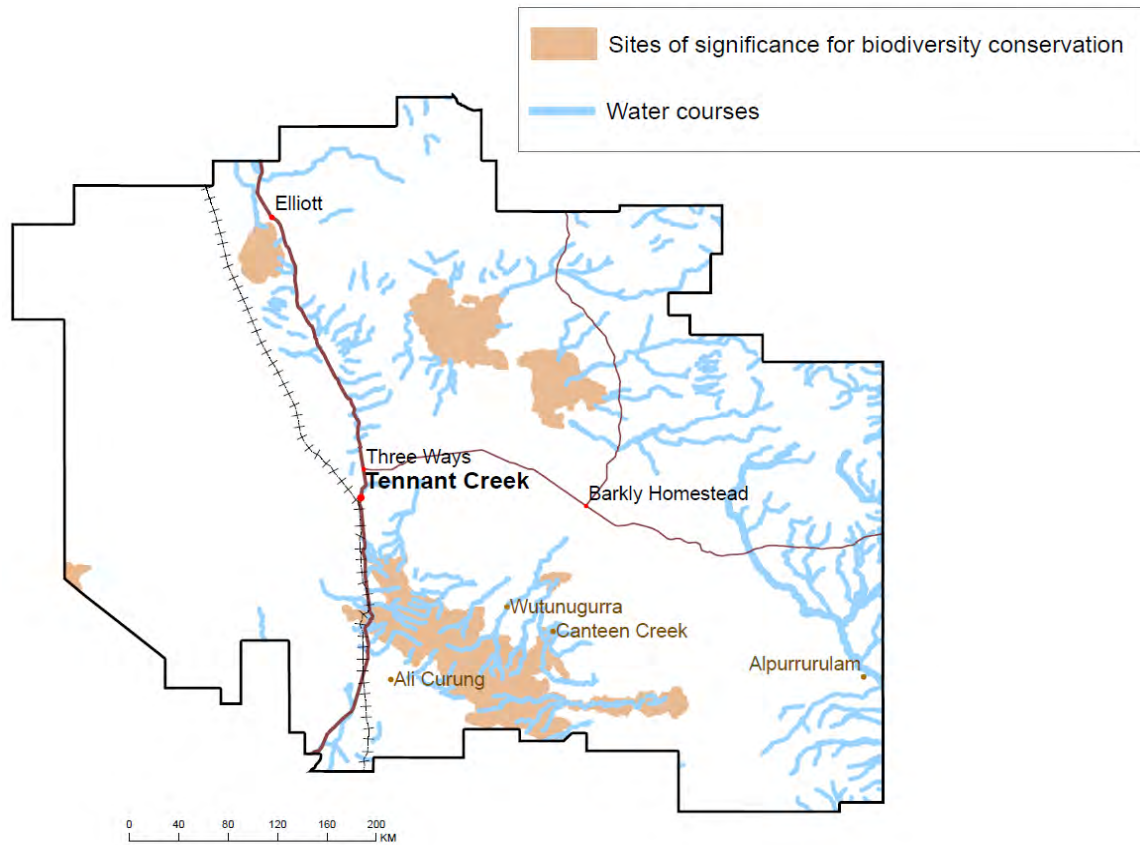 Sites of significance for biodiversity conservation
Water courses
Elliott
Three Ways
Tennant Creek
Barkly Homestead
Wutunugurra
Canteen Creek
Ali Curung
Alpurrurulam
0 40 80 120 160 200
KM